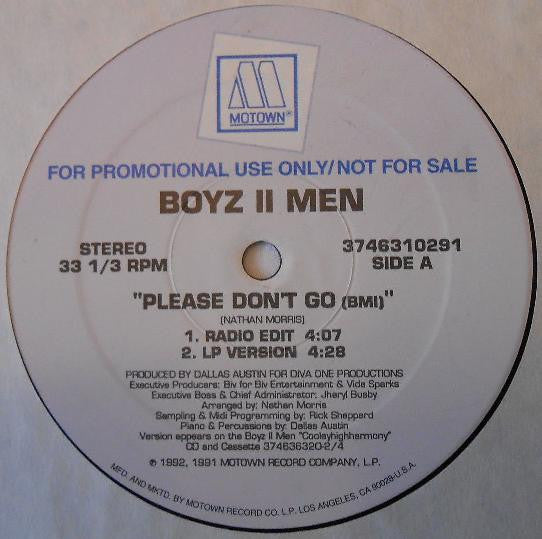 MOTOWN®
FOR PROMOTIONAL USE ONLY/NOT FOR SALE
BOYZ II MEN
STEREO
33 1/3 RPM
3746310291
SIDE A
"PLEASE DON'T GO (BMI)"
(NATHAN MORRIS)
1. RADIO EDIT 4:07
2. LP VERSION 4:28
PRODUCED BY DALLAS AUSTIN FOR DIVA ONE PRODUCTIONS
Executive Producers: Biv for Biv Entertainment & Vida Sparks
Executive Boss & Chief Administrator: Jheryl Busby
Arranged by: Nathan Morris
Sampling & Midi Programming by: Rick Sheppard
Piano & Percussions by: Dallas Austin
Version appears on the Boyz II Men "Cooleyhighharmony"
CD and Cassette 374636320-2/4
℗ 1992, 1991 MOTOWN RECORD COMPANY, L.P.
MFD. AND MKTD. BY MOTOWN RECORD CO. L.P. LOS ANGELES, CA 90028-U.S.A.